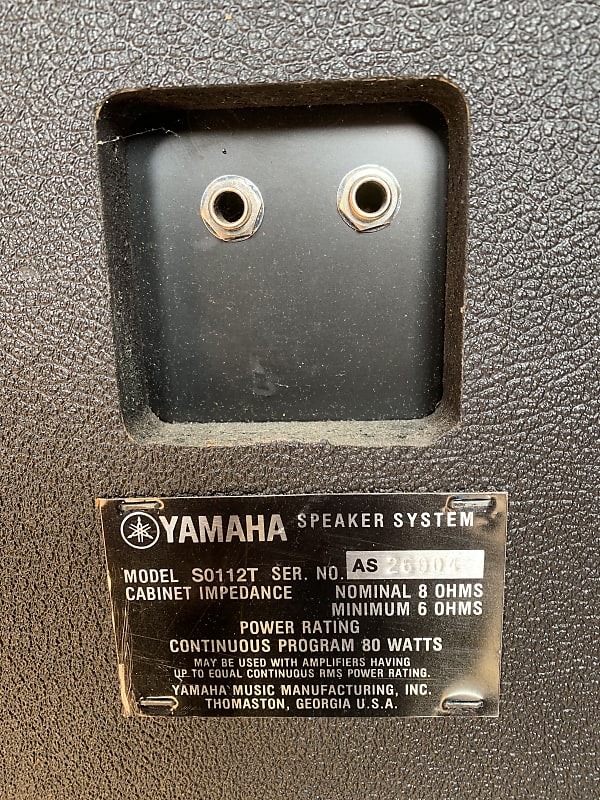 YAMAHA SPEAKER SYSTEM
MODEL S0112T SER. NO. AS
CABINET IMPEDANCE NOMINAL 8 OHMS
MINIMUM 6 OHMS
POWER RATING
CONTINUOUS PROGRAM 80 WATTS
MAY BE USED WITH AMPLIFIERS HAVING
UP TO EQUAL CONTINUOUS RMS POWER RATING.
YAMAHA MUSIC MANUFACTURING, INC.
THOMASTON, GEORGIA U.S.A.